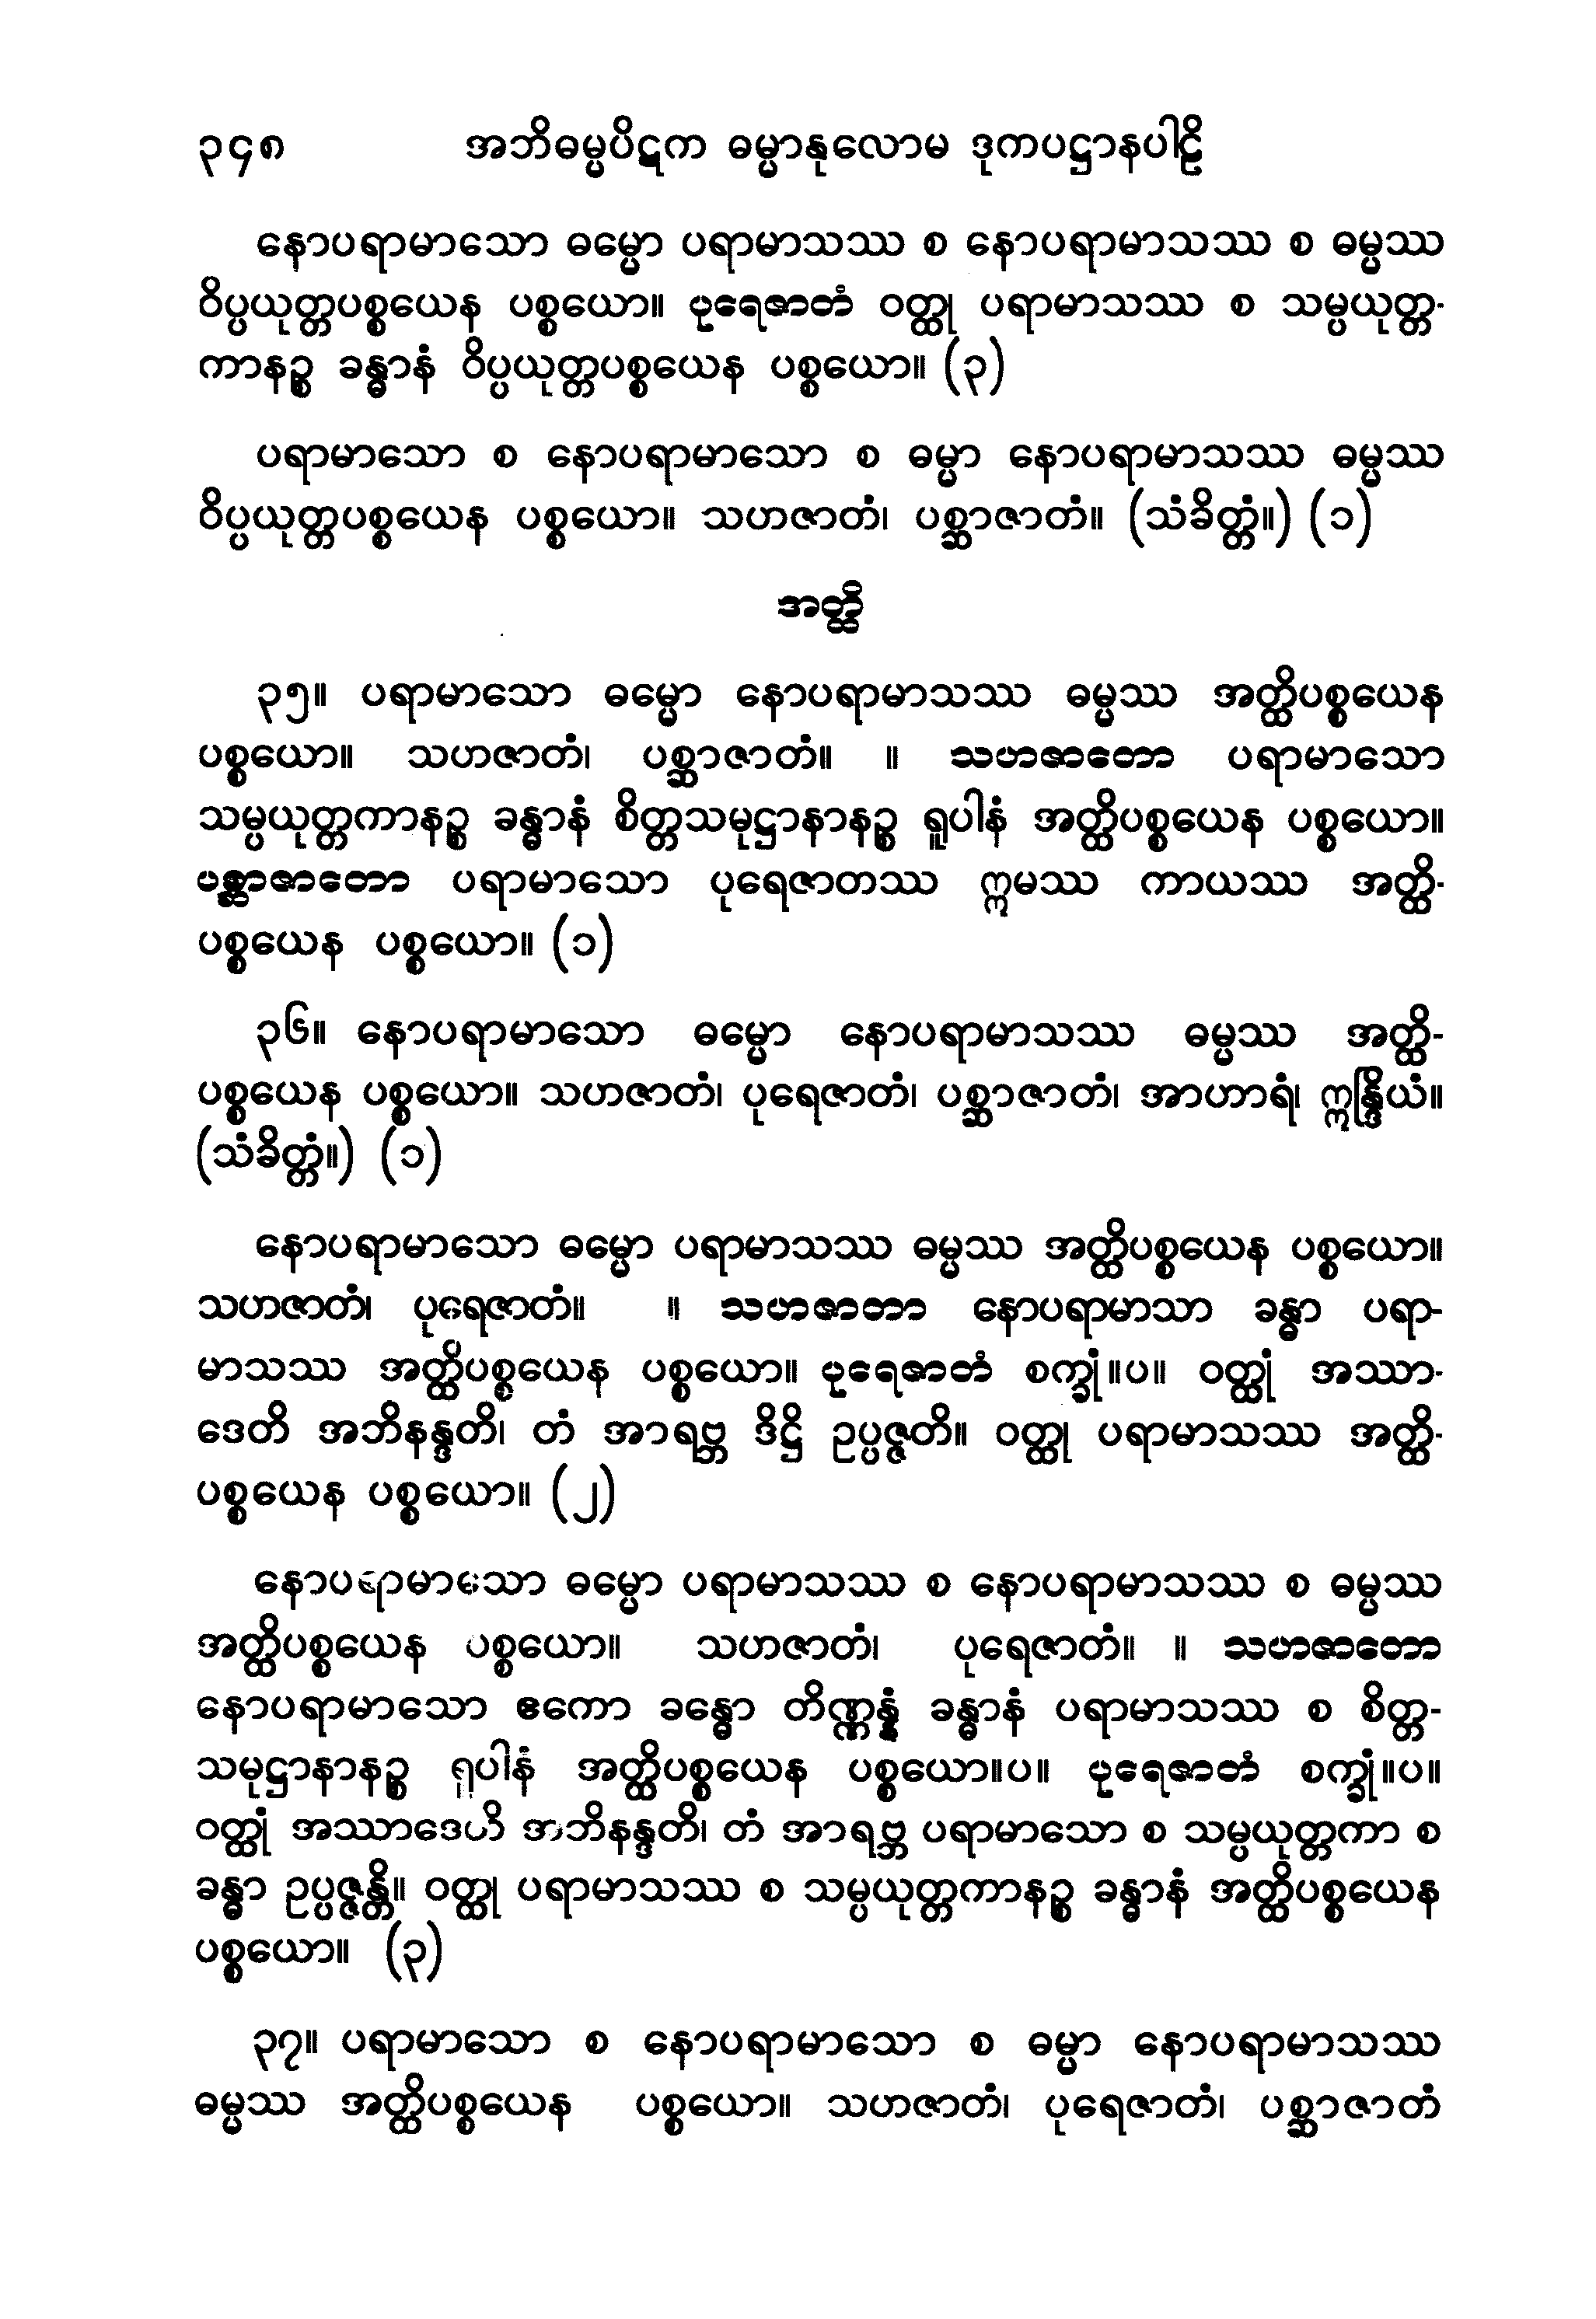 ၃၄၈ အဘိဓမ္မပိဋက ဓမ္မာနုလောမ ဒုကပဋ္ဌာနပါဠိ
နောပရာမာသော ဓမ္မော ပရာမာသဿ စ နောပရာမာသဿ စ ဓမ္မဿ
ဝိပ္ပယုတ္တပစ္စယေန ပစ္စယော။ ပုရေဇာတံ ဝတ္ထု ပရာမာသဿ စ သမ္ပယုတ္တ-
ကာနဉ္စ ခန္ဓာနံ ဝိပ္ပယုတ္တပစ္စယေန ပစ္စယော။ (၃)
ပရာမာသော စ နောပရာမာသော စ ဓမ္မာ နောပရာမာသဿ ဓမ္မဿ
ဝိပ္ပယုတ္တပစ္စယေန ပစ္စယော။ သဟဇာတံ၊ ပစ္ဆာဇာတံ။ (သံခိတ္တံ။) (၁)
အတ္ထိ
၃၅။ ပရာမာသော ဓမ္မော နောပရာမာသဿ ဓမ္မဿ အတ္ထိပစ္စယေန
ပစ္စယော။ သဟဇာတံ၊ ပစ္ဆာဇာတံ။ ။ သဟဇာတော ပရာမာသော
သမ္ပယုတ္တကာနဉ္စ ခန္ဓာနံ စိတ္တသမုဋ္ဌာနာနဉ္စ ရူပါနံ အတ္ထိပစ္စယေန ပစ္စယော။
ပစ္ဆာဇာတော ပရာမာသော ပုရေဇာတဿ ဣမဿ ကာယဿ အတ္ထိ-
ပစ္စယေန ပစ္စယော။ (၁)
၃၆။ နောပရာမာသော ဓမ္မော နောပရာမာသဿ ဓမ္မဿ အတ္ထိ-
ပစ္စယေန ပစ္စယော။ သဟဇာတံ၊ ပုရေဇာတံ၊ ပစ္ဆာဇာတံ၊ အာဟာရံ၊ ဣန္ဒြိယံ။
(သံခိတ္တံ။) (၁)
နောပရာမာသော ဓမ္မော ပရာမာသဿ ဓမ္မဿ အတ္ထိပစ္စယေန ပစ္စယော။
သဟဇာတံ၊ ပုရေဇာတံ။ ။ သဟဇာတာ နောပရာမာသာ ခန္ဓာ ပရာ-
မာသဿ အတ္ထိပစ္စယေန ပစ္စယော။ ပုရေဇာတံ စက္ခုံ။ပ။ ဝတ္ထုံ အဿာ-
ဒေတိ အဘိနန္ဒတိ၊ တံ အာရဗ္ဘ ဒိဋ္ဌိ ဥပ္ပဇ္ဇတိ။ ဝတ္ထု ပရာမာသဿ အတ္ထိ-
ပစ္စယေန ပစ္စယော။ (၂)
နောပရာမာသော ဓမ္မော ပရာမာသဿ စ နောပရာမာသဿ စ ဓမ္မဿ
အတ္ထိပစ္စယေန ပစ္စယော။ သဟဇာတံ၊ ပုရေဇာတံ။ ။ သဟဇာတော
နောပရာမာသော ဧကော ခန္ဓော တိဏ္ဏန္နံ ခန္ဓာနံ ပရာမာသဿ စ စိတ္တ-
သမုဋ္ဌာနာနဉ္စ ရူပါနံ အတ္ထိပစ္စယေန ပစ္စယော။ပ။ ပုရေဇာတံ စက္ခုံ။ပ။
ဝတ္ထုံ အဿာဒေတိ အဘိနန္ဒတိ၊ တံ အာရဗ္ဘ ပရာမာသော စ သမ္ပယုတ္တကာ စ
ခန္ဓာ ဥပ္ပဇ္ဇန္တိ။ ဝတ္ထု ပရာမာသဿ စ သမ္ပယုတ္တကာနဉ္စ ခန္ဓာနံ အတ္ထိပစ္စယေန
ပစ္စယော။ (၃)
၃၇။ ပရာမာသော စ နောပရာမာသော စ ဓမ္မာ နောပရာမာသဿ
ဓမ္မဿ အတ္ထိပစ္စယေန ပစ္စယော။ သဟဇာတံ၊ ပုရေဇာတံ၊ ပစ္ဆာဇာတံ